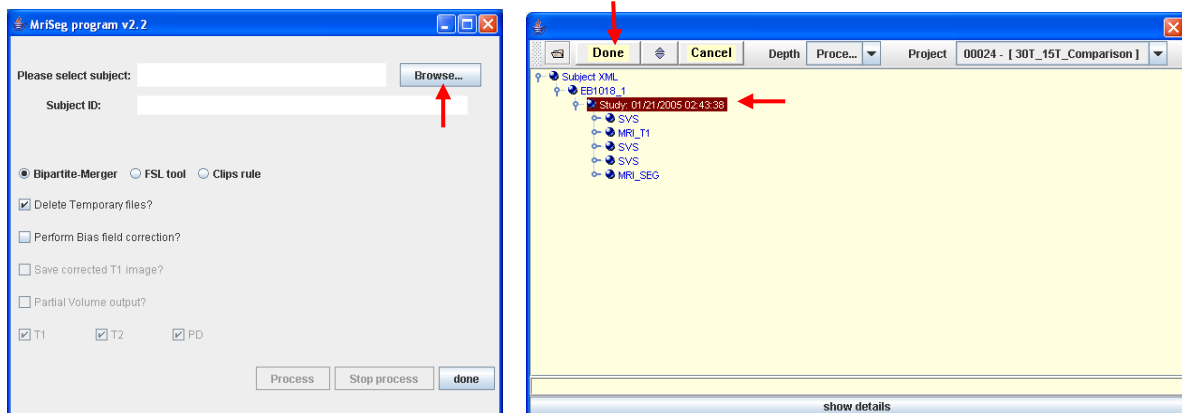 MriSeg program v2.2
Please select subject: Browse...
Subject ID:
Bipartite-Merger FSL tool Clips rule
Delete Temporary files?
Perform Bias field correction?
Save corrected T1 image?
Partial Volume output?
T1 T2 PD
Process Stop process done
Done Cancel Depth Proce... Project 00024 - [ 30T_15T_Comparison ]
Subject XML
EB1018_1
Study: 01/21/2005 02:43:38
SVS
MRI_T1
SVS
SVS
MRI_SEG
show details